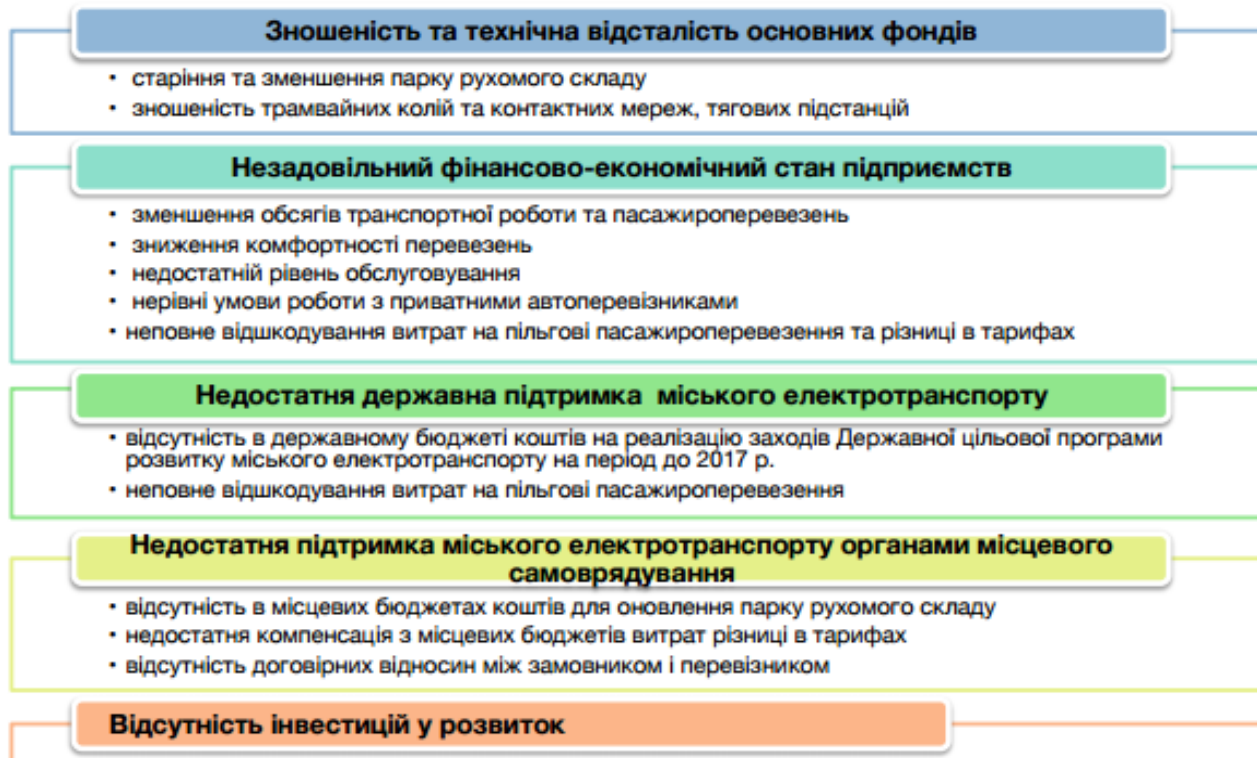 Зношеність та технічна відсталість основних фондів
• старіння та зменшення парку рухомого складу
• зношеність трамвайних колій та контактних мереж, тягових підстанцій
Незадовільний фінансово-економічний стан підприємств
• зменшення обсягів транспортної роботи та пасажироперевезень
• зниження комфортності перевезень
• недостатній рівень обслуговування
• нерівні умови роботи з приватними автоперевізниками
• неповне відшкодування витрат на пільгові пасажироперевезення та різниці в тарифах
Недостатня державна підтримка міського електротранспорту
• відсутність в державному бюджеті коштів на реалізацію заходів Державної цільової програми
розвитку міського електротранспорту на період до 2017 р.
• неповне відшкодування витрат на пільгові пасажироперевезення
Недостатня підтримка міського електротранспорту органами місцевого
самоврядування
• відсутність в місцевих бюджетах коштів для оновлення парку рухомого складу
• недостатня компенсація з місцевих бюджетів витрат різниці в тарифах
• відсутність договірних відносин між замовником і перевізником
Відсутність інвестицій у розвиток